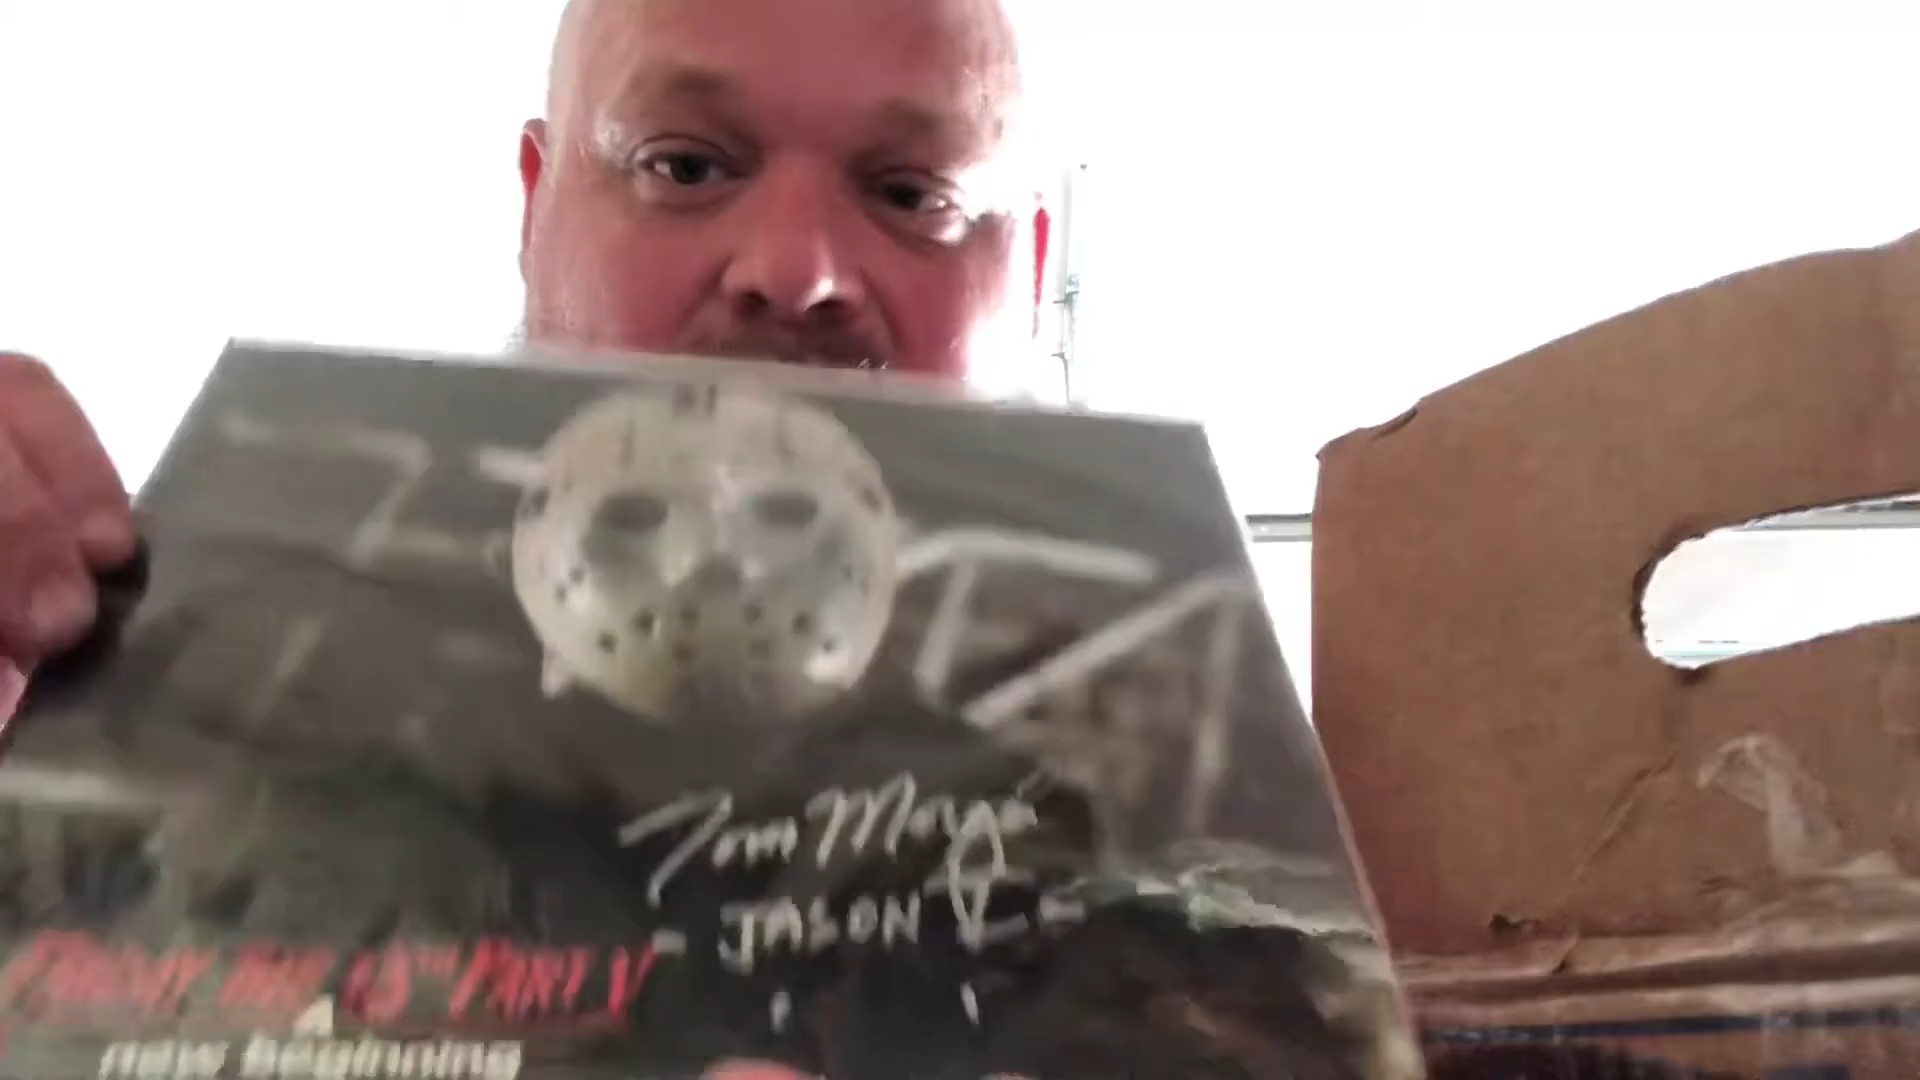 Tom Morga
- JASON V -
FRIDAY THE 13TH PART V
A
new beginning